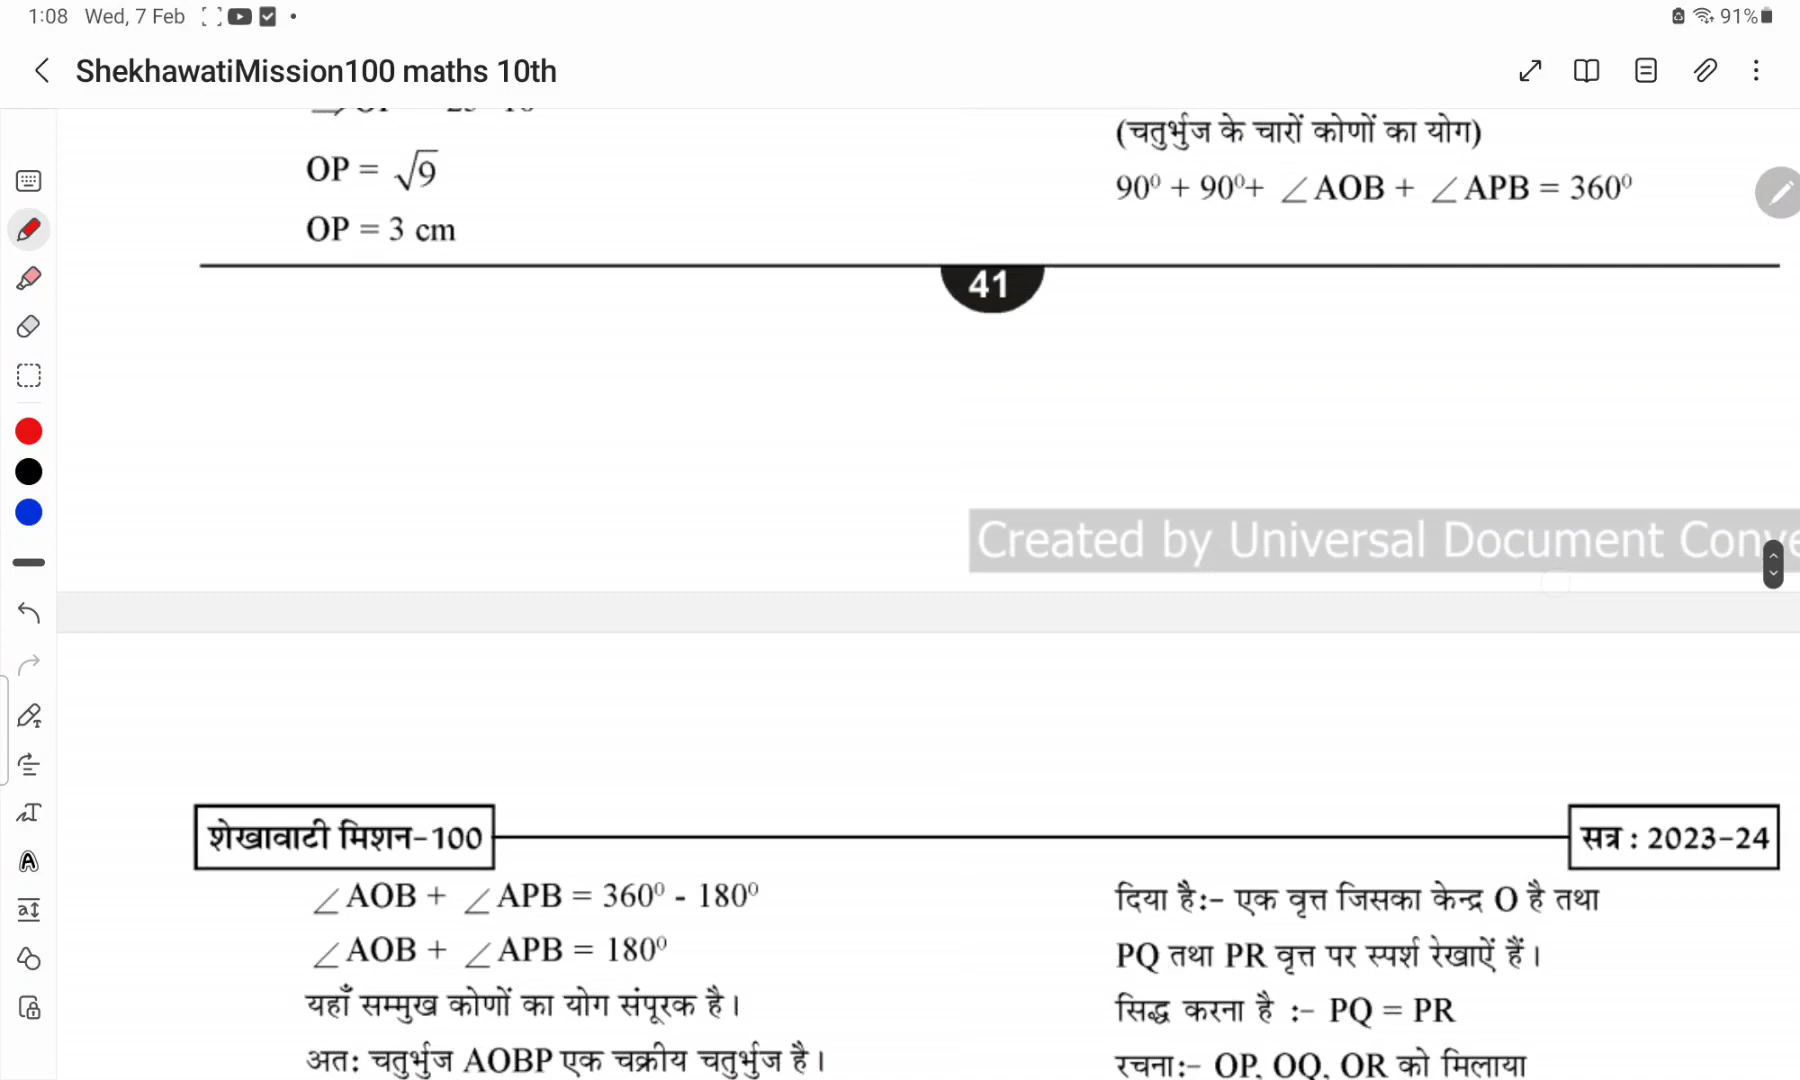 1:08 Wed, 7 Feb
91%
ShekhawatiMission100 maths 10th
OP = √9
OP = 3 cm
(चतुर्भुज के चारों कोणों का योग)
90⁰ + 90⁰+ ∠AOB + ∠APB = 360⁰
41
Created by Universal Document Conve
शेखावाटी मिशन-100
सत्र : 2023-24
∠AOB + ∠APB = 360⁰ - 180⁰
∠AOB + ∠APB = 180⁰
यहाँ सम्मुख कोणों का योग संपूरक है।
अतः चतुर्भुज AOBP एक चक्रीय चतुर्भुज है।
दिया है:- एक वृत्त जिसका केन्द्र O है तथा
PQ तथा PR वृत्त पर स्पर्श रेखाऐं हैं।
सिद्ध करना है :- PQ = PR
रचना:- OP, OQ, OR को मिलाया